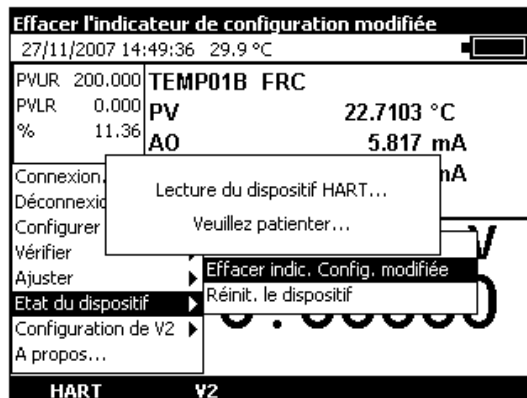 Effacer l'indicateur de configuration modifiée
27/11/2007 14:49:36 29.9 °C
PVUR 200.000
PVLR 0.000
% 11.36
TEMP01B FRC
PV 22.7103 °C
AO 5.817 mA
mA
Lecture du dispositif HART...
Veuillez patienter...
Connexion.
Déconnexio
Configurer
Vérifier
Ajuster
Etat du dispositif
Configuration de V2
A propos...
V
Effacer indic. Config. modifiée
Réinit. le dispositif
HART V2